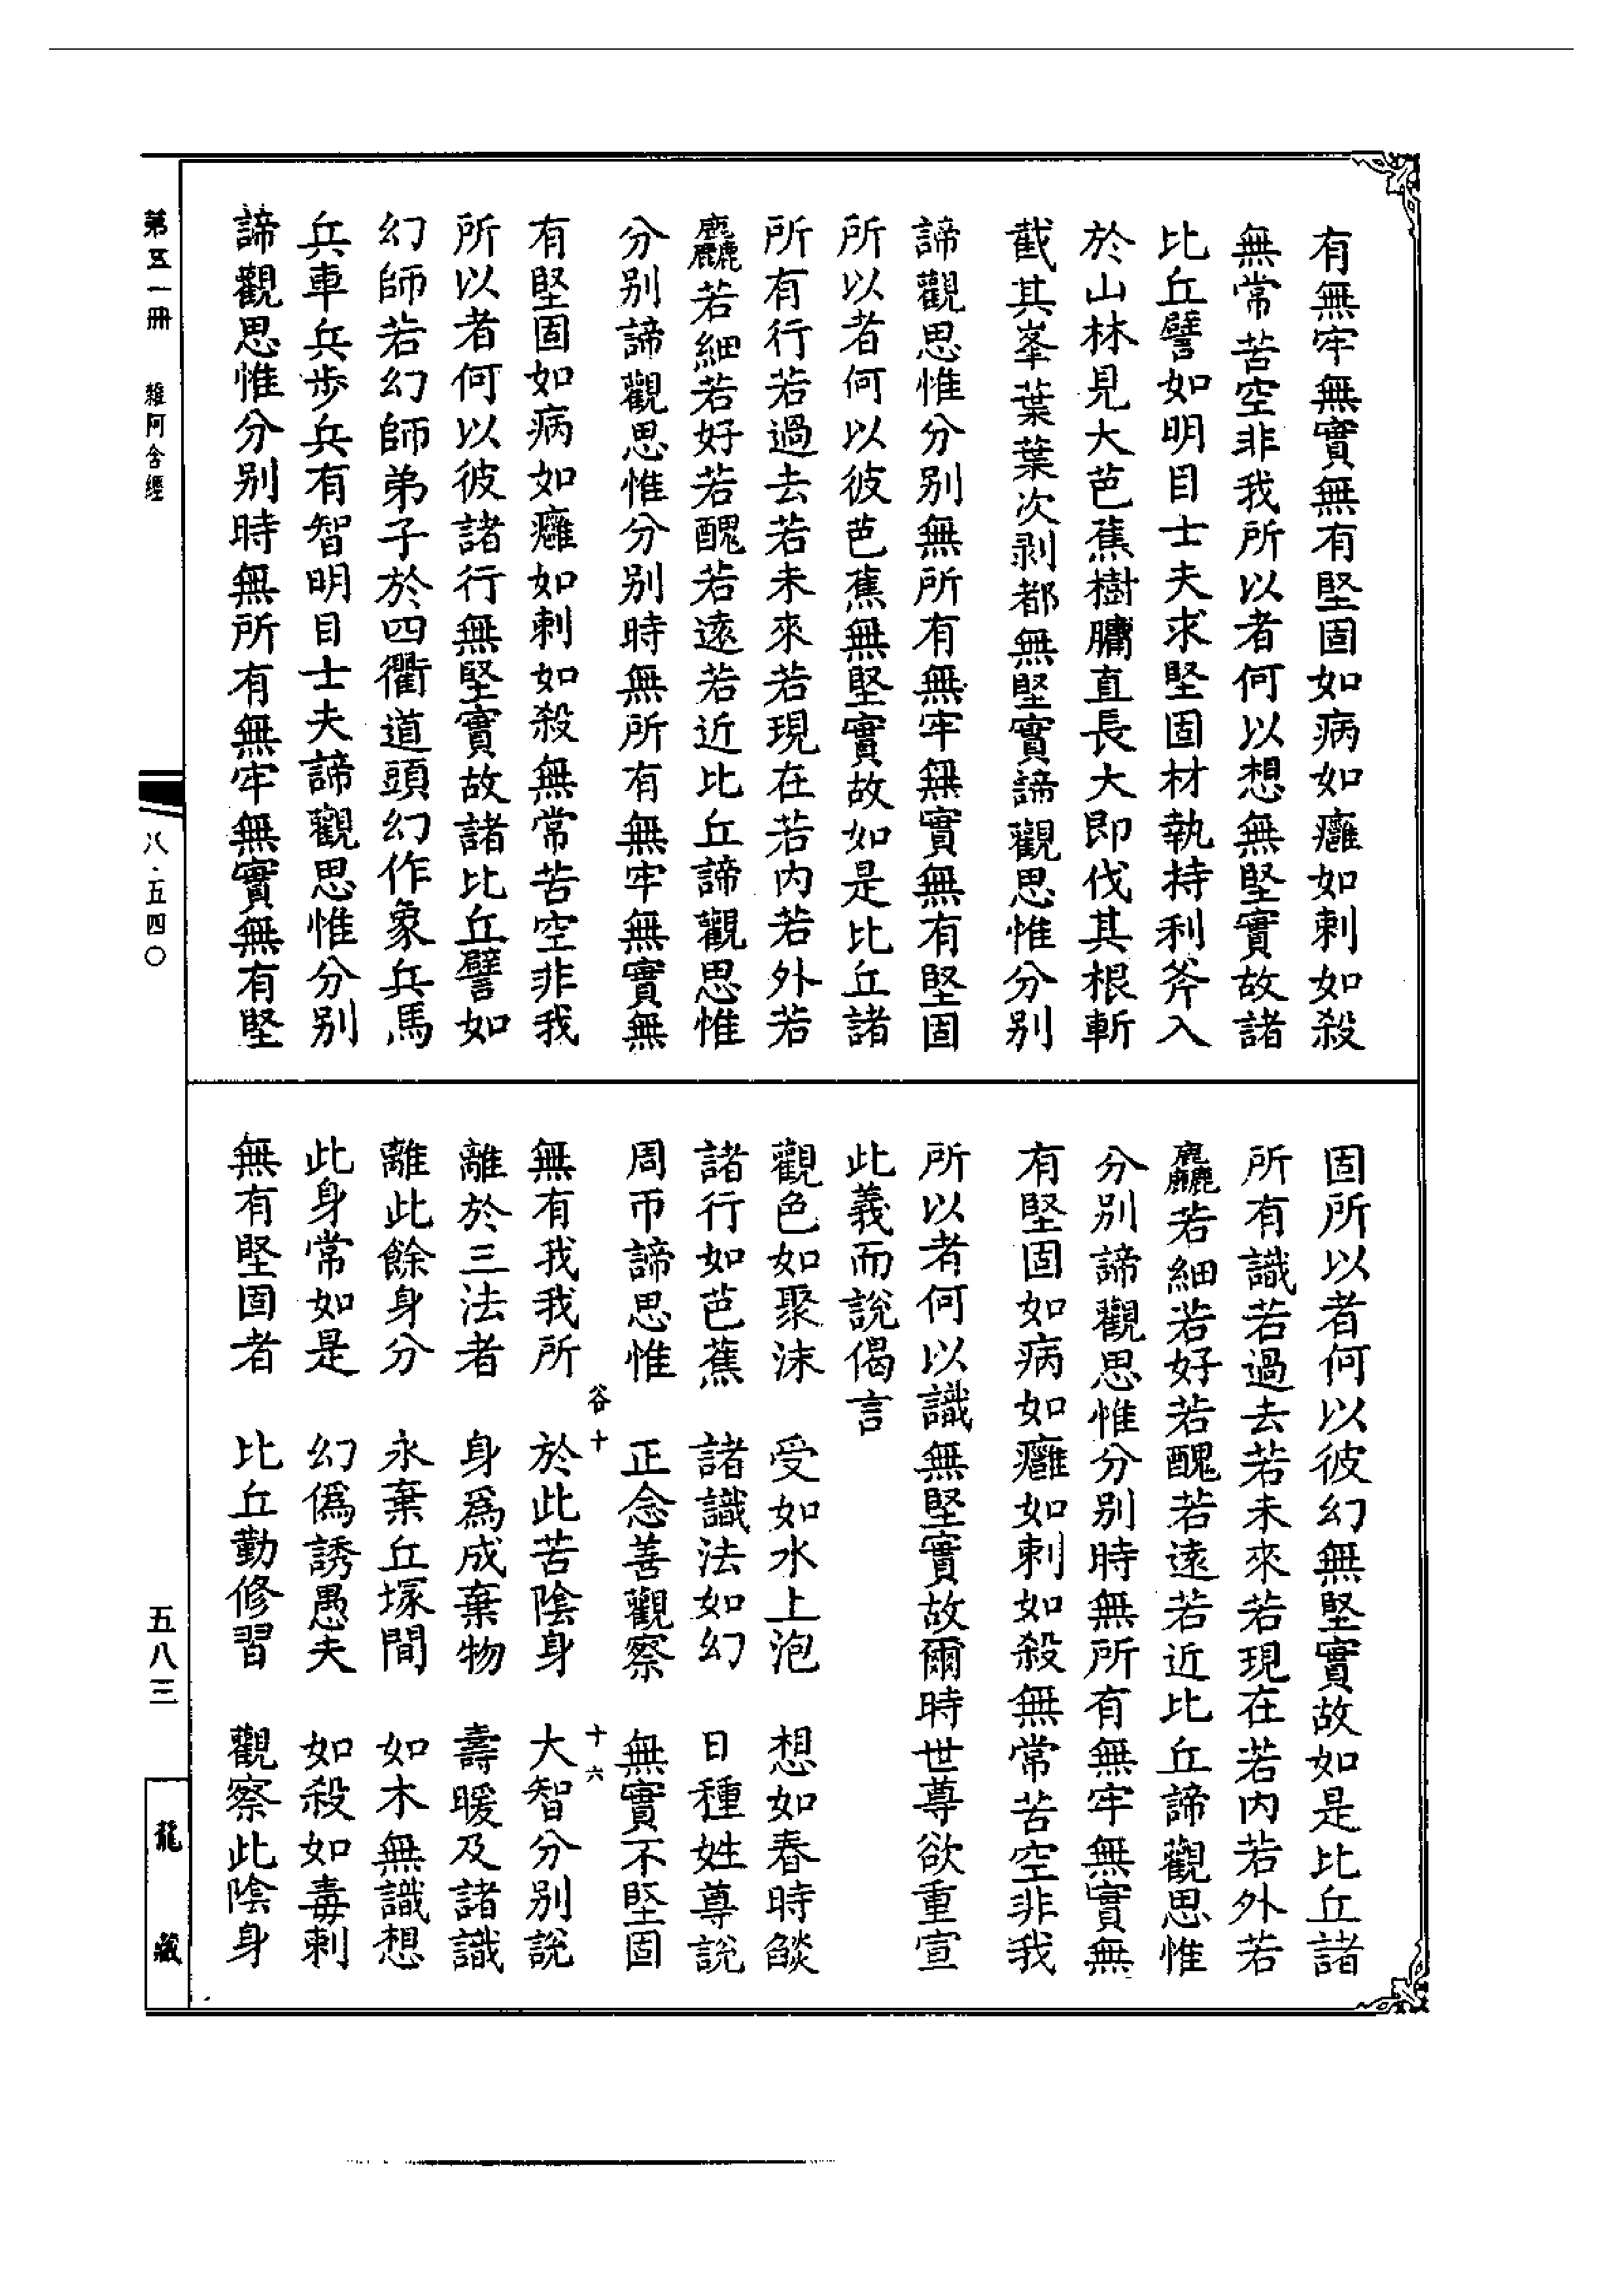 有無牢無實無有堅固如病如癰如刺如殺
無常苦空非我所以者何以想無堅實故諸
比丘譬如明目士夫求堅固材執持利斧入
於山林見大芭蕉樹𦟛直長大即伐其根斬
截其峯葉葉次剥都無堅實諦觀思惟分别
諦觀思惟分别無所有無牢無實無有堅固
所以者何以彼芭蕉無堅實故如是比丘諸
所有行若過去若未來若現在若内若外若
麤若細若好若醜若遠若近比丘諦觀思惟
分别諦觀思惟分别時無所有無牢無實無
有堅固如病如癰如刺如殺無常苦空非我
所以者何以彼諸行無堅實故諸比丘譬如
幻師若幻師弟子於四衢道頭幻作象兵馬
兵車兵步兵有智明目士夫諦觀思惟分别
諦觀思惟分别時無所有無牢無實無有堅
固所以者何以彼幻無堅實故如是比丘諸
所有識若過去若未來若現在若内若外若
麤若細若好若醜若遠若近比丘諦觀思惟
分别諦觀思惟分别時無所有無牢無實無
有堅固如病如癰如刺如殺無常苦空非我
所以者何以識無堅實故爾時世尊欲重宣
此義而説偈言
觀色如聚沫　受如水上泡　想如春時燄
諸行如芭蕉　諸識法如幻　日種姓尊説
周帀諦思惟　正念善觀察　無實不堅固
谷十　十六
無有我我所　於此苦陰身　大智分别説
離於三法者　身爲成棄物　壽暖及諸識
離此餘身分　永棄丘塚間　如木無識想
此身常如是　幻僞誘愚夫　如殺如毒刺
無有堅固者　比丘勤修習　觀察此陰身
第五一冊　雜阿含經
八·五四〇
五八三
龍藏